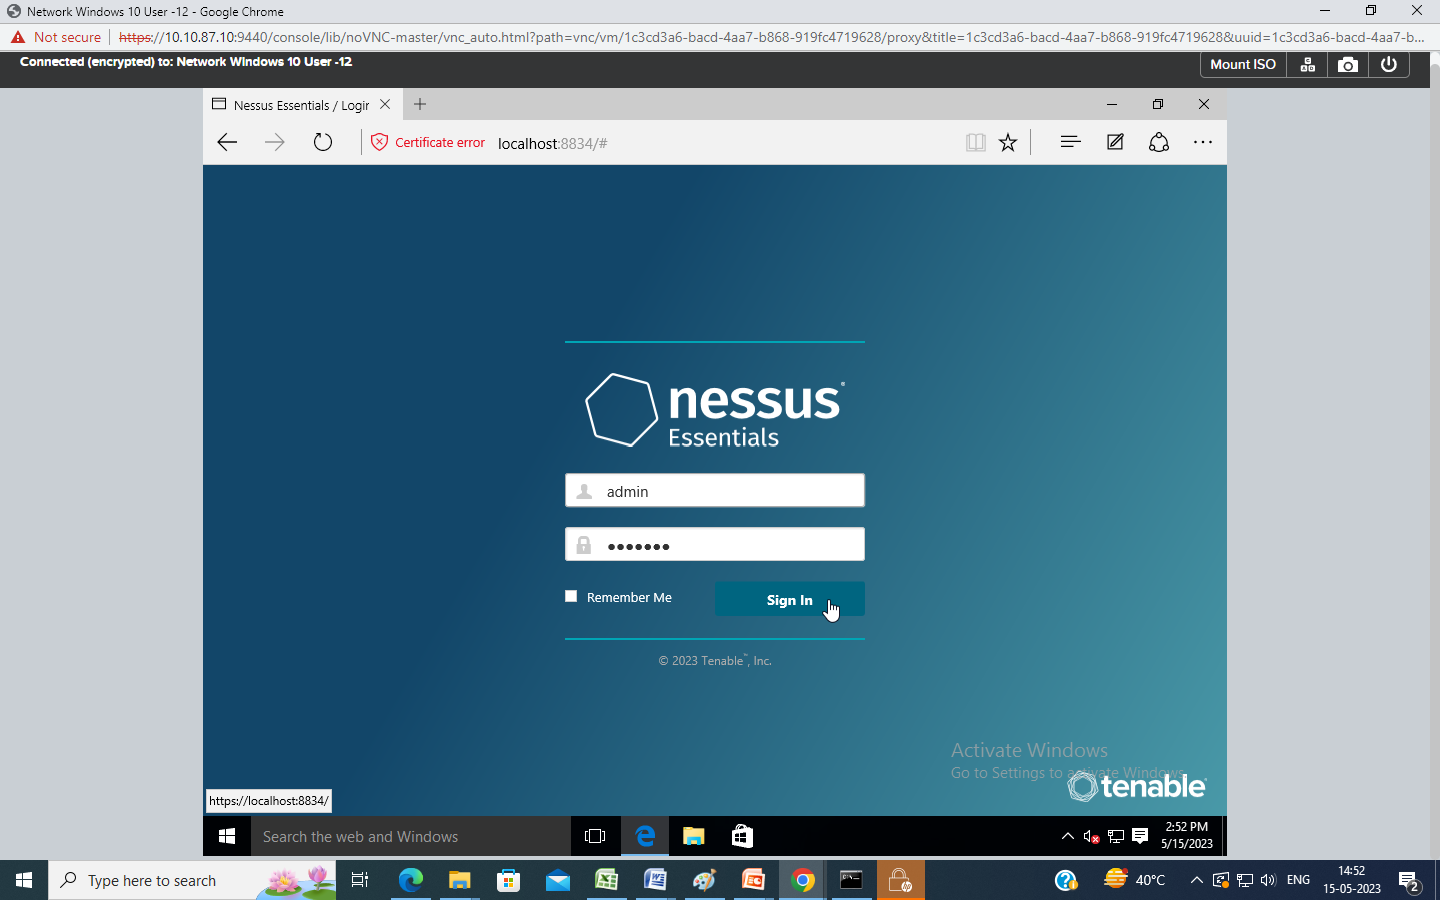 Network Windows 10 User -12 - Google Chrome
Not secure https://10.10.87.10:9440/console/lib/noVNC-master/vnc_auto.html?path=vnc/vm/1c3cd3a6-bacd-4aa7-b868-919fc4719628/proxy&title=1c3cd3a6-bacd-4aa7-b868-919fc4719628&uuid=1c3cd3a6-bacd-4aa7-b...
Connected (encrypted) to: Network Windows 10 User -12
Mount ISO
Nessus Essentials / Login
Certificate error localhost:8834/#
nessus
Essentials
admin
•••••••
Remember Me
Sign In
© 2023 Tenable™, Inc.
Activate Windows
Go to Settings to activate Windows.
tenable
https://localhost:8834/
Search the web and Windows
2:52 PM
5/15/2023
Type here to search
40°C
ENG
14:52
15-05-2023
2